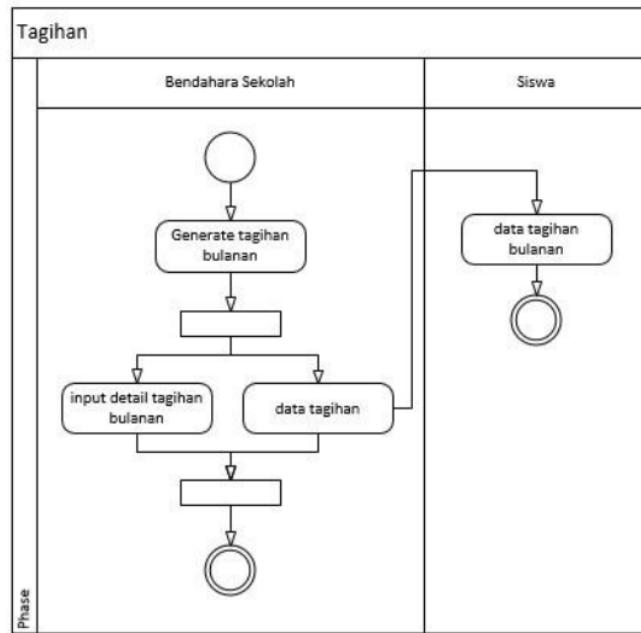 Tagihan
Bendahara Sekolah
Siswa
Generate tagihan
bulanan
data tagihan
bulanan
input detail tagihan
bulanan
data tagihan
Phase